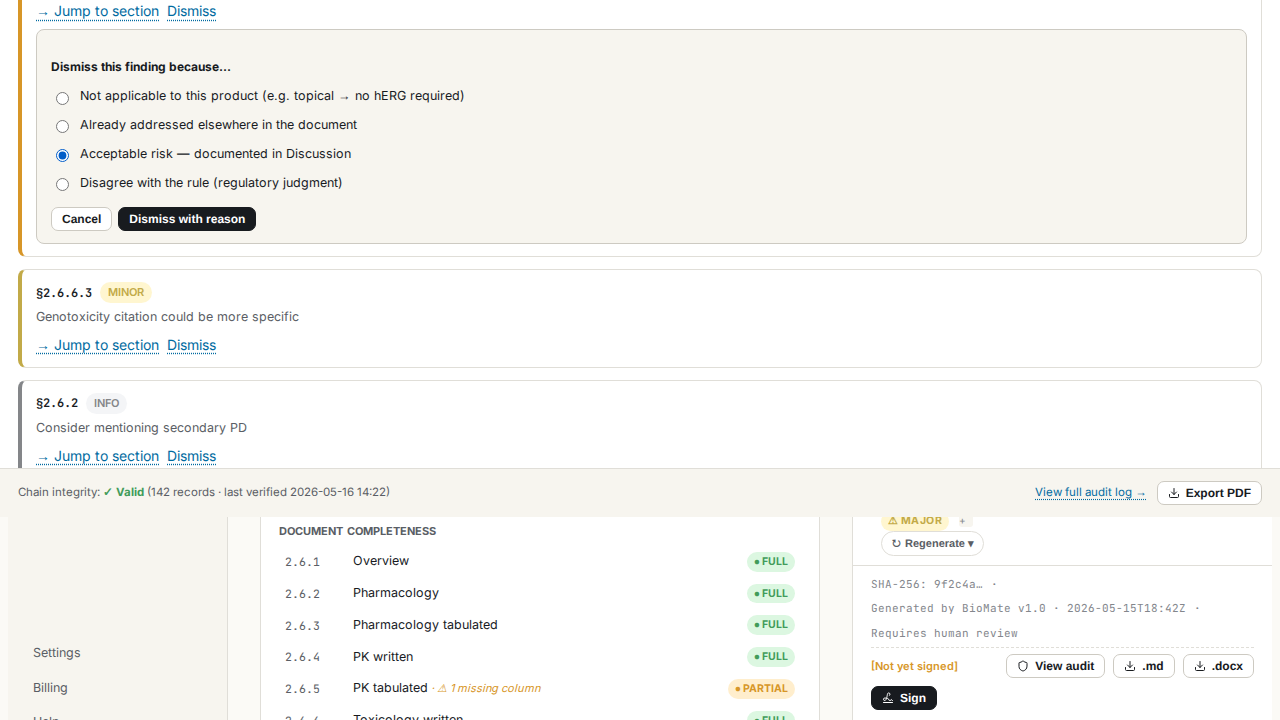 → Jump to section Dismiss
Dismiss this finding because...
Not applicable to this product (e.g. topical → no hERG required)
Already addressed elsewhere in the document
Acceptable risk — documented in Discussion
Disagree with the rule (regulatory judgment)
Cancel Dismiss with reason
§2.6.6.3 MINOR
Genotoxicity citation could be more specific
→ Jump to section Dismiss
§2.6.2 INFO
Consider mentioning secondary PD
→ Jump to section Dismiss
Chain integrity: ✓ Valid (142 records · last verified 2026-05-16 14:22)
View full audit log → Export PDF
Settings
Billing
Help
DOCUMENT COMPLETENESS
2.6.1 Overview ● FULL
2.6.2 Pharmacology ● FULL
2.6.3 Pharmacology tabulated ● FULL
2.6.4 PK written ● FULL
2.6.5 PK tabulated · ⚠ 1 missing column ● PARTIAL
2.6.6 Toxicology written ● FULL
⚠ MAJOR +
↻ Regenerate ▾
SHA-256: 9f2c4a… ·
Generated by BioMate v1.0 · 2026-05-15T18:42Z ·
Requires human review
[Not yet signed] View audit .md .docx
Sign